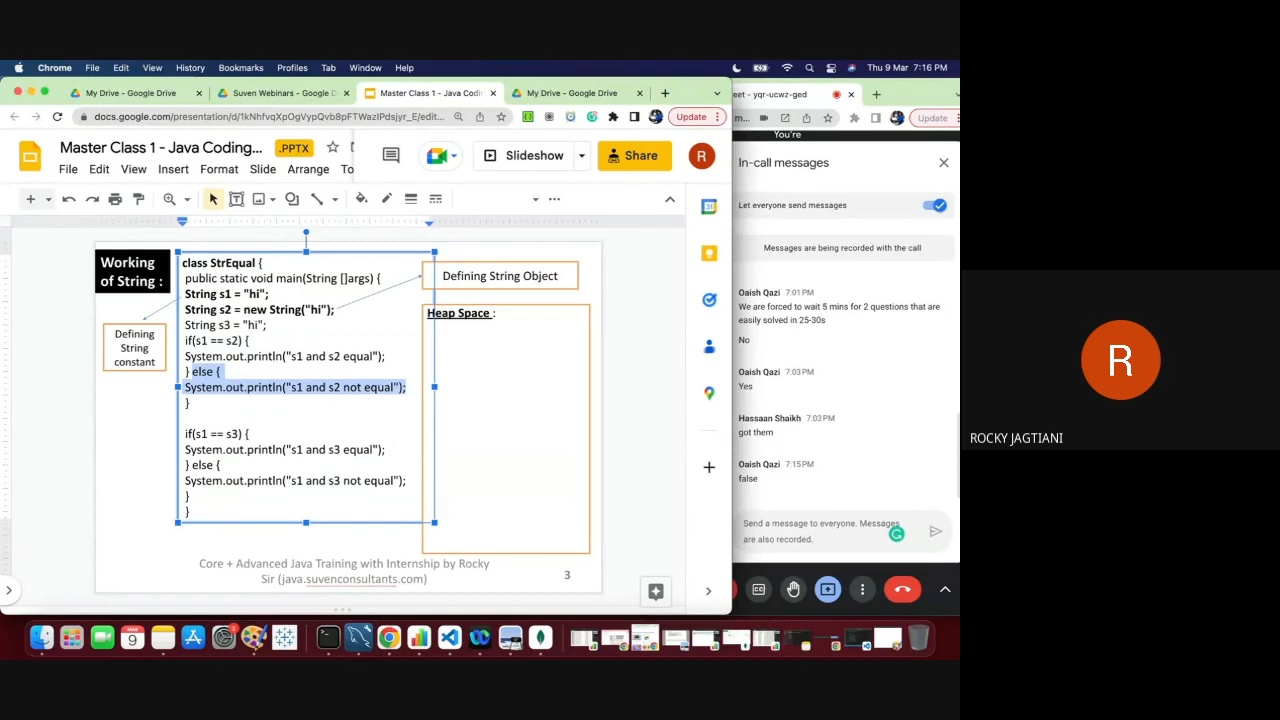 Chrome File Edit View History Bookmarks Profiles Tab Window Help Thu 9 Mar 7:16 PM
My Drive - Google Drive Suven Webinars - Google D Master Class 1 - Java Codin My Drive - Google Drive
eet - yqr-ucwz-ged
docs.google.com/presentation/d/1kNhfvqXpOgVypQvb8pFTWazIPdsjyr_E/edit... Update
m... Update
You're
Master Class 1 - Java Coding... .PPTX
File Edit View Insert Format Slide Arrange To
Slideshow Share R
In-call messages
Let everyone send messages
Messages are being recorded with the call
Oaish Qazi 7:01 PM
We are forced to wait 5 mins for 2 questions that are
easily solved in 25-30s
No
Oaish Qazi 7:03 PM
Yes
Hassaan Shaikh 7:03 PM
got them
Oaish Qazi 7:15 PM
false
Send a message to everyone. Messages
are also recorded.
Working
of String :
Defining
String
constant
class StrEqual {
public static void main(String []args) {
String s1 = "hi";
String s2 = new String("hi");
String s3 = "hi";
if(s1 == s2) {
System.out.println("s1 and s2 equal");
} else {
System.out.println("s1 and s2 not equal");
}
if(s1 == s3) {
System.out.println("s1 and s3 equal");
} else {
System.out.println("s1 and s3 not equal");
}
}
Defining String Object
Heap Space :
Core + Advanced Java Training with Internship by Rocky
Sir (java.suvenconsultants.com)
3
R
ROCKY JAGTIANI